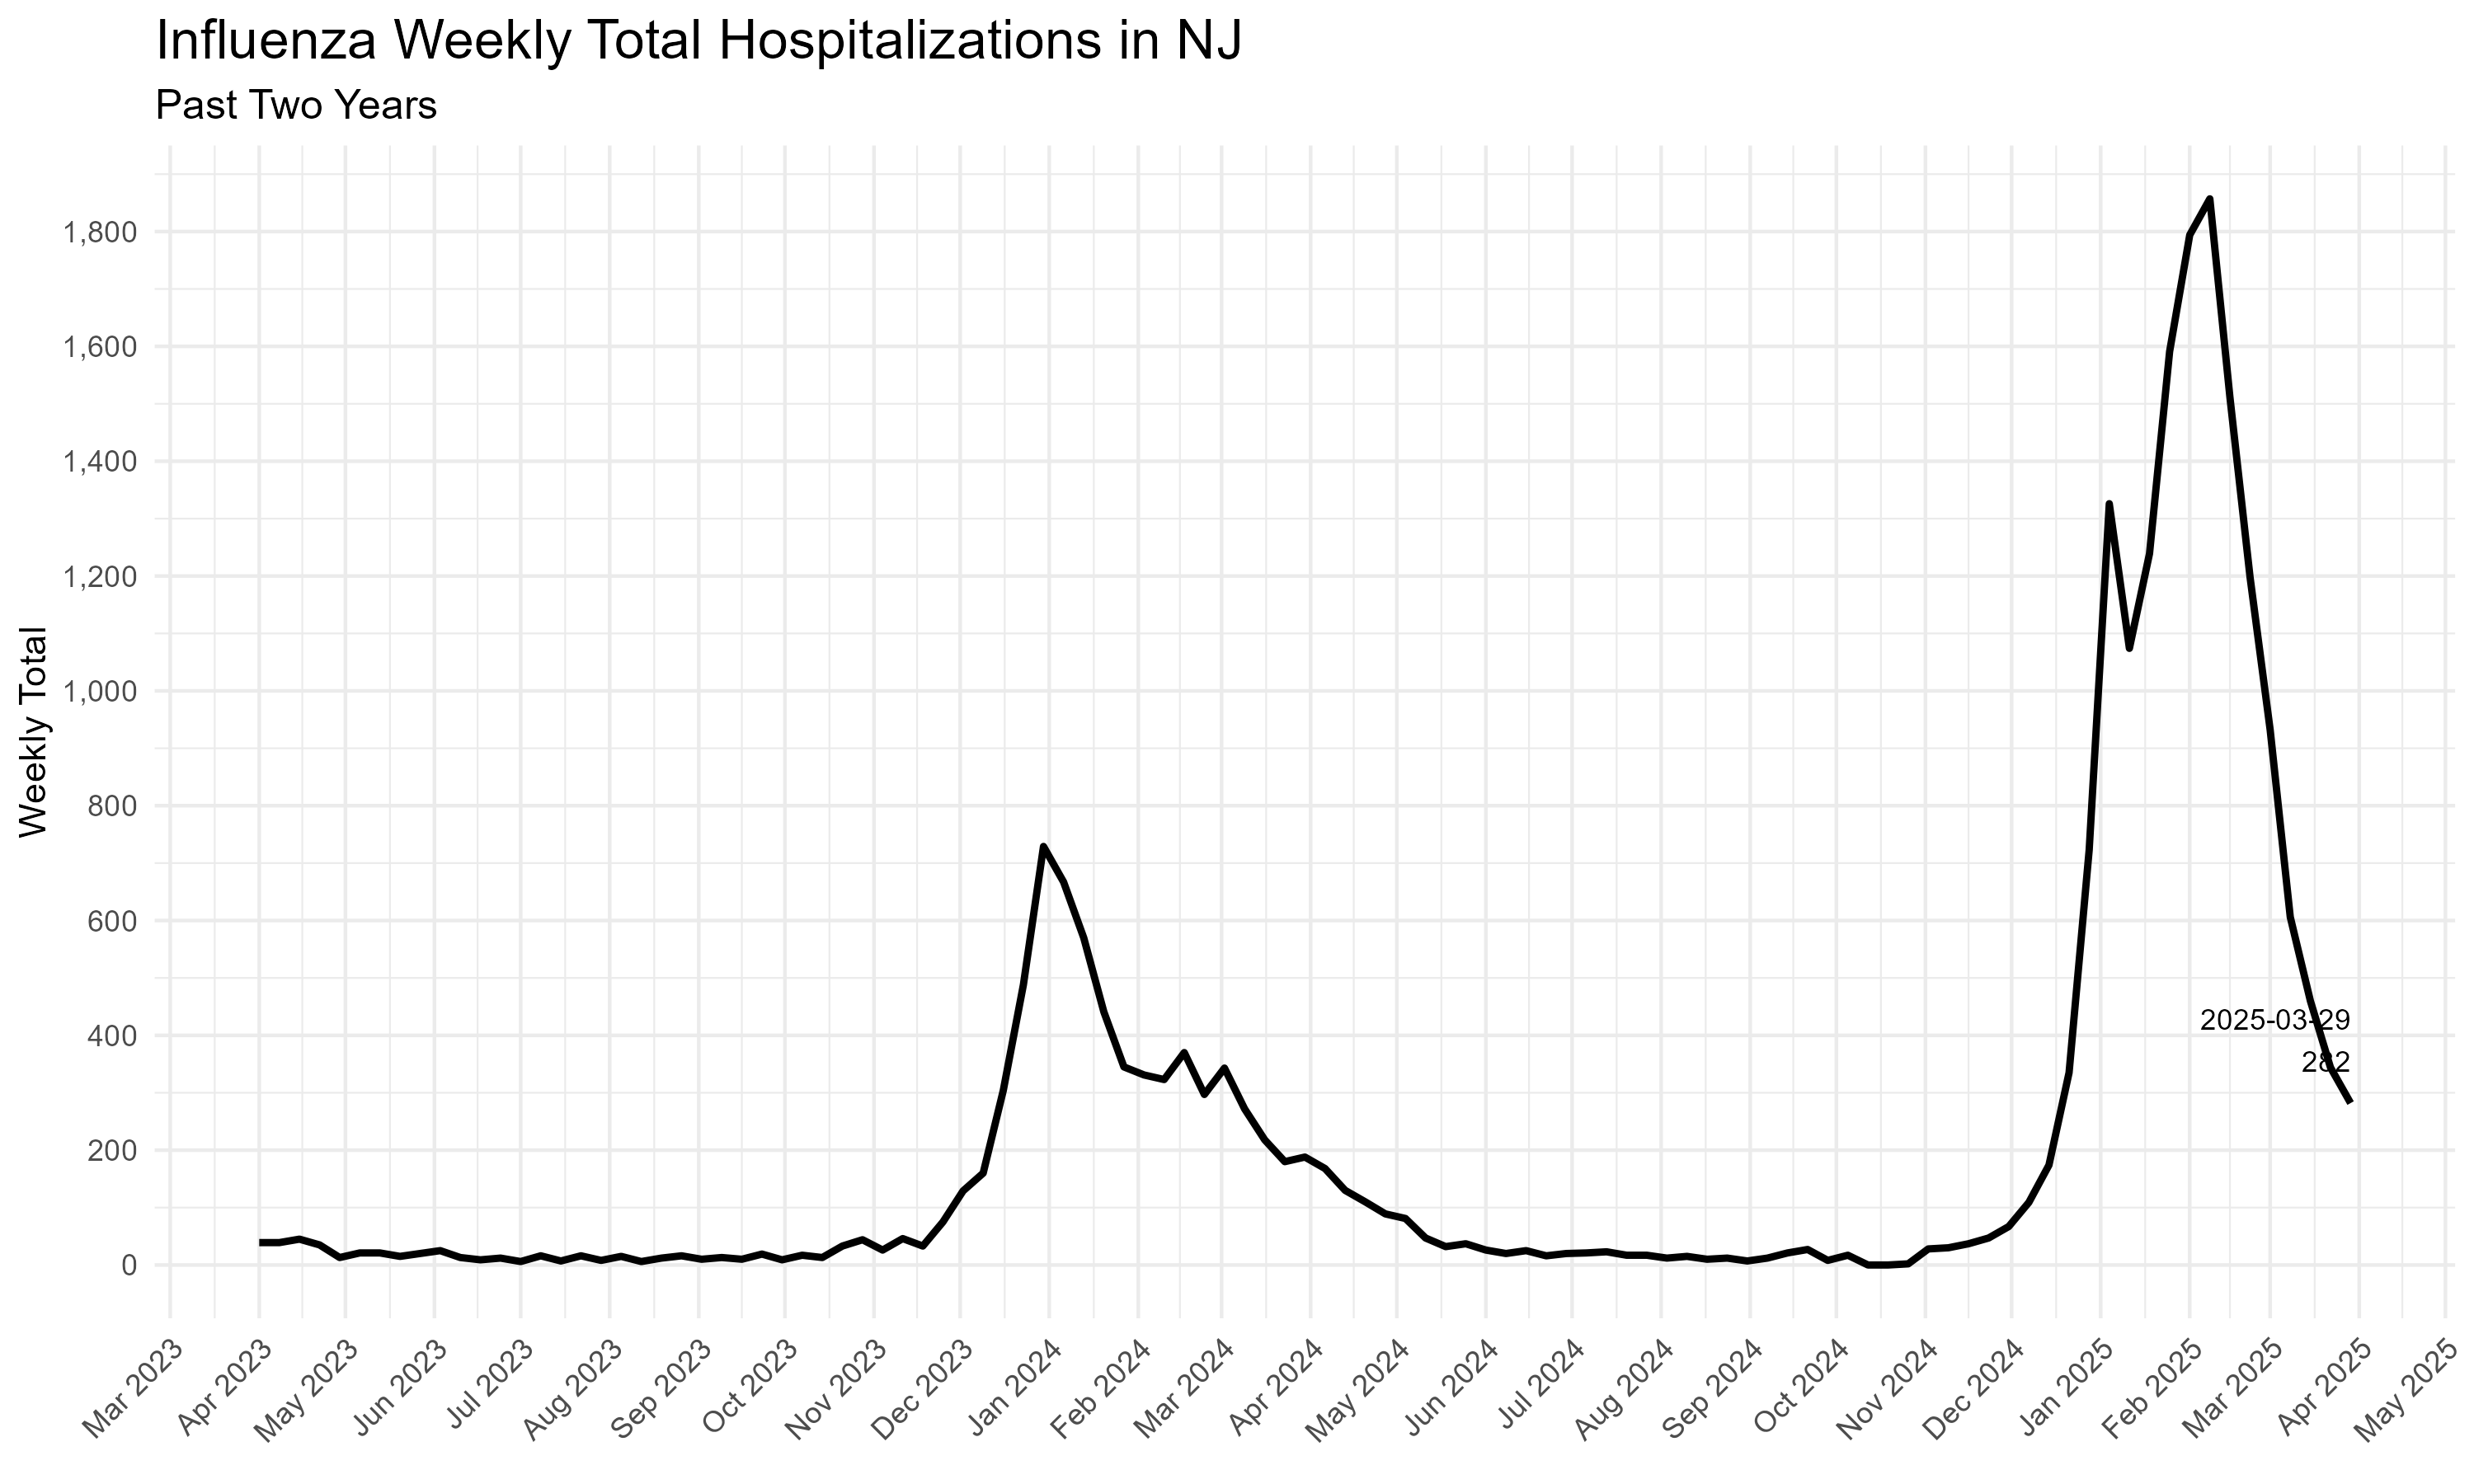 Influenza Weekly Total Hospitalizations in NJ
Past Two Years
Weekly Total
1,800
1,600
1,400
1,200
1,000
800
600
400
200
0
2025-03-29
282
Mar 2023
Apr 2023
May 2023
Jun 2023
Jul 2023
Aug 2023
Sep 2023
Oct 2023
Nov 2023
Dec 2023
Jan 2024
Feb 2024
Mar 2024
Apr 2024
May 2024
Jun 2024
Jul 2024
Aug 2024
Sep 2024
Oct 2024
Nov 2024
Dec 2024
Jan 2025
Feb 2025
Mar 2025
Apr 2025
May 2025